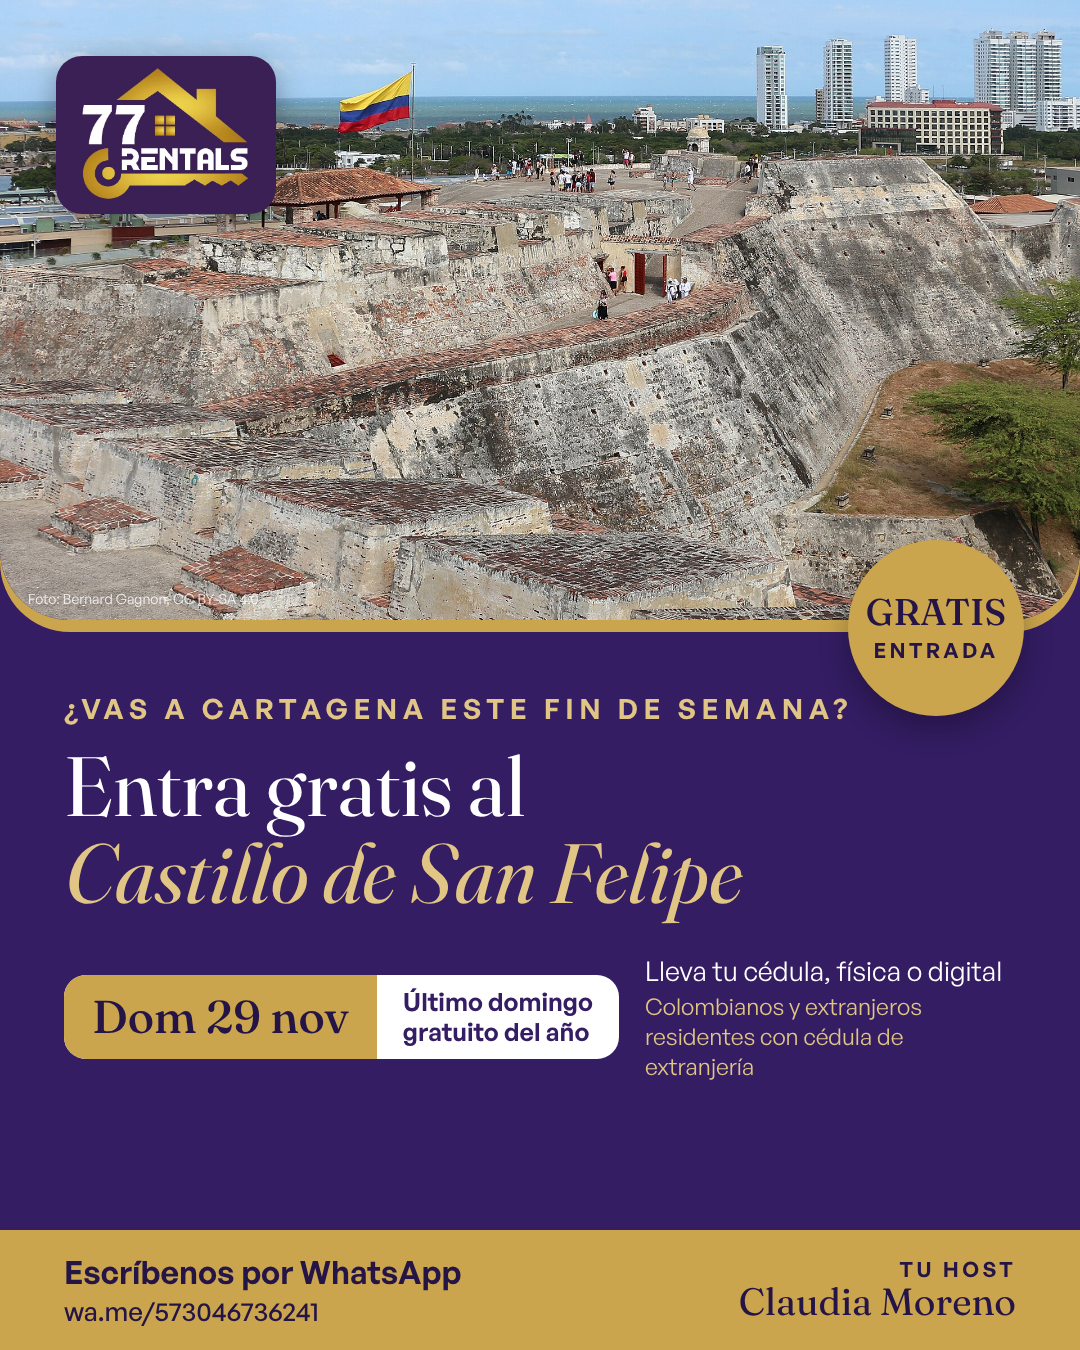 77
RENTALS
Foto: Bernard Gagnon, CC BY-SA 4.0
GRATIS
ENTRADA
¿VAS A CARTAGENA ESTE FIN DE SEMANA?
Entra gratis al
Castillo de San Felipe
Dom 29 nov
Último domingo
gratuito del año
Lleva tu cédula, física o digital
Colombianos y extranjeros
residentes con cédula de
extranjería
Escríbenos por WhatsApp
wa.me/573046736241
TU HOST
Claudia Moreno